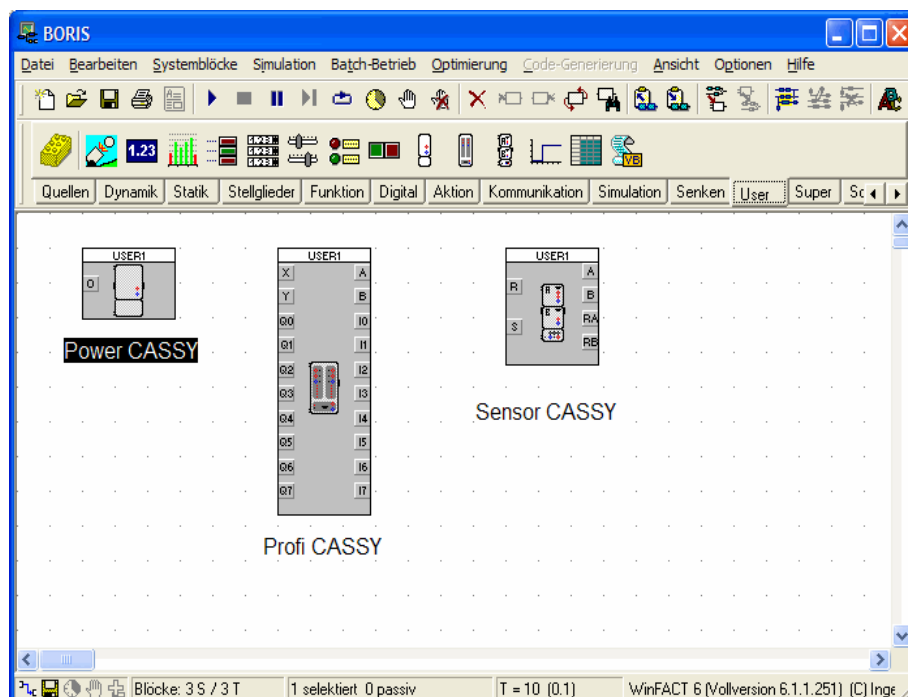 BORIS
Datei Bearbeiten Systemblöcke Simulation Batch-Betrieb Optimierung Code-Generierung Ansicht Optionen Hilfe
1.23
VB
Quellen Dynamik Statik Stellglieder Funktion Digital Aktion Kommunikation Simulation Senken User Super
USER1 USER1 USER1
O
X A
Y B
Q0 I0
Q1 I1
Q2 I2
Q3 I3
Q4 I4
Q5 I5
Q6 I6
Q7 I7
R A
B
S RA
RB
Power CASSY
Sensor CASSY
Profi CASSY
Blöcke: 3 S / 3 T 1 selektiert 0 passiv T = 10 (0.1) WinFACT 6 (Vollversion 6.1.1.251) (C) Inge